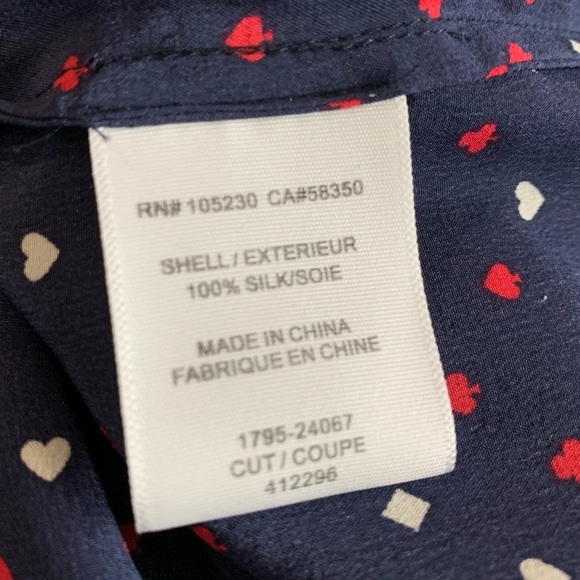 RN# 105230 CA#58350
SHELL / EXTERIEUR
100% SILK/SOIE
MADE IN CHINA
FABRIQUE EN CHINE
1795-24067
CUT / COUPE
412296